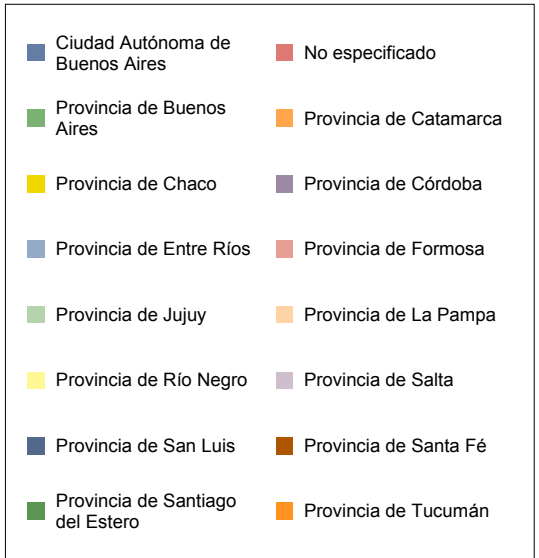 Ciudad Autónoma de
Buenos Aires
No especificado
Provincia de Buenos
Aires
Provincia de Catamarca
Provincia de Chaco
Provincia de Córdoba
Provincia de Entre Ríos
Provincia de Formosa
Provincia de Jujuy
Provincia de La Pampa
Provincia de Río Negro
Provincia de Salta
Provincia de San Luis
Provincia de Santa Fé
Provincia de Santiago
del Estero
Provincia de Tucumán